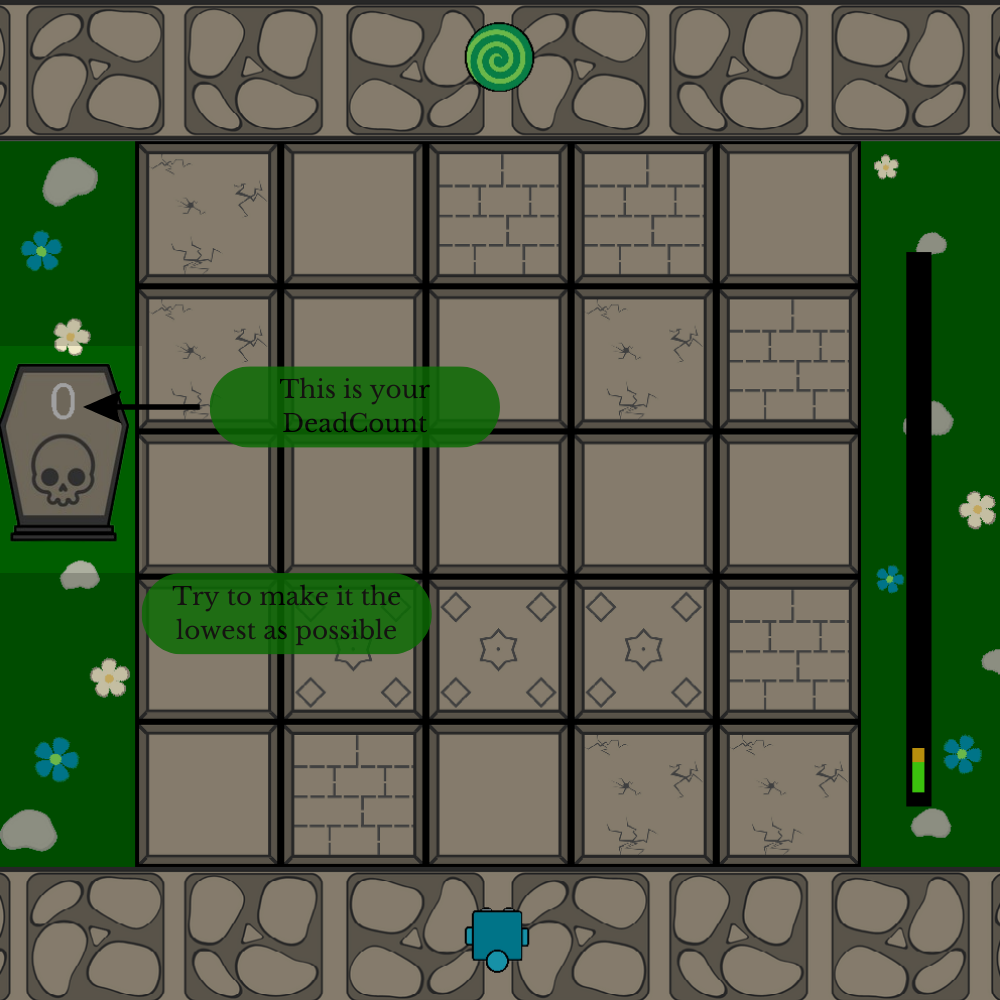 0
This is your
DeadCount
Try to make it the
lowest as possible